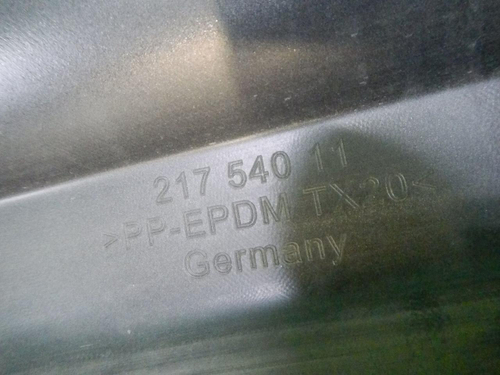 217 540 11
>PP-EPDM TX20<
Germany